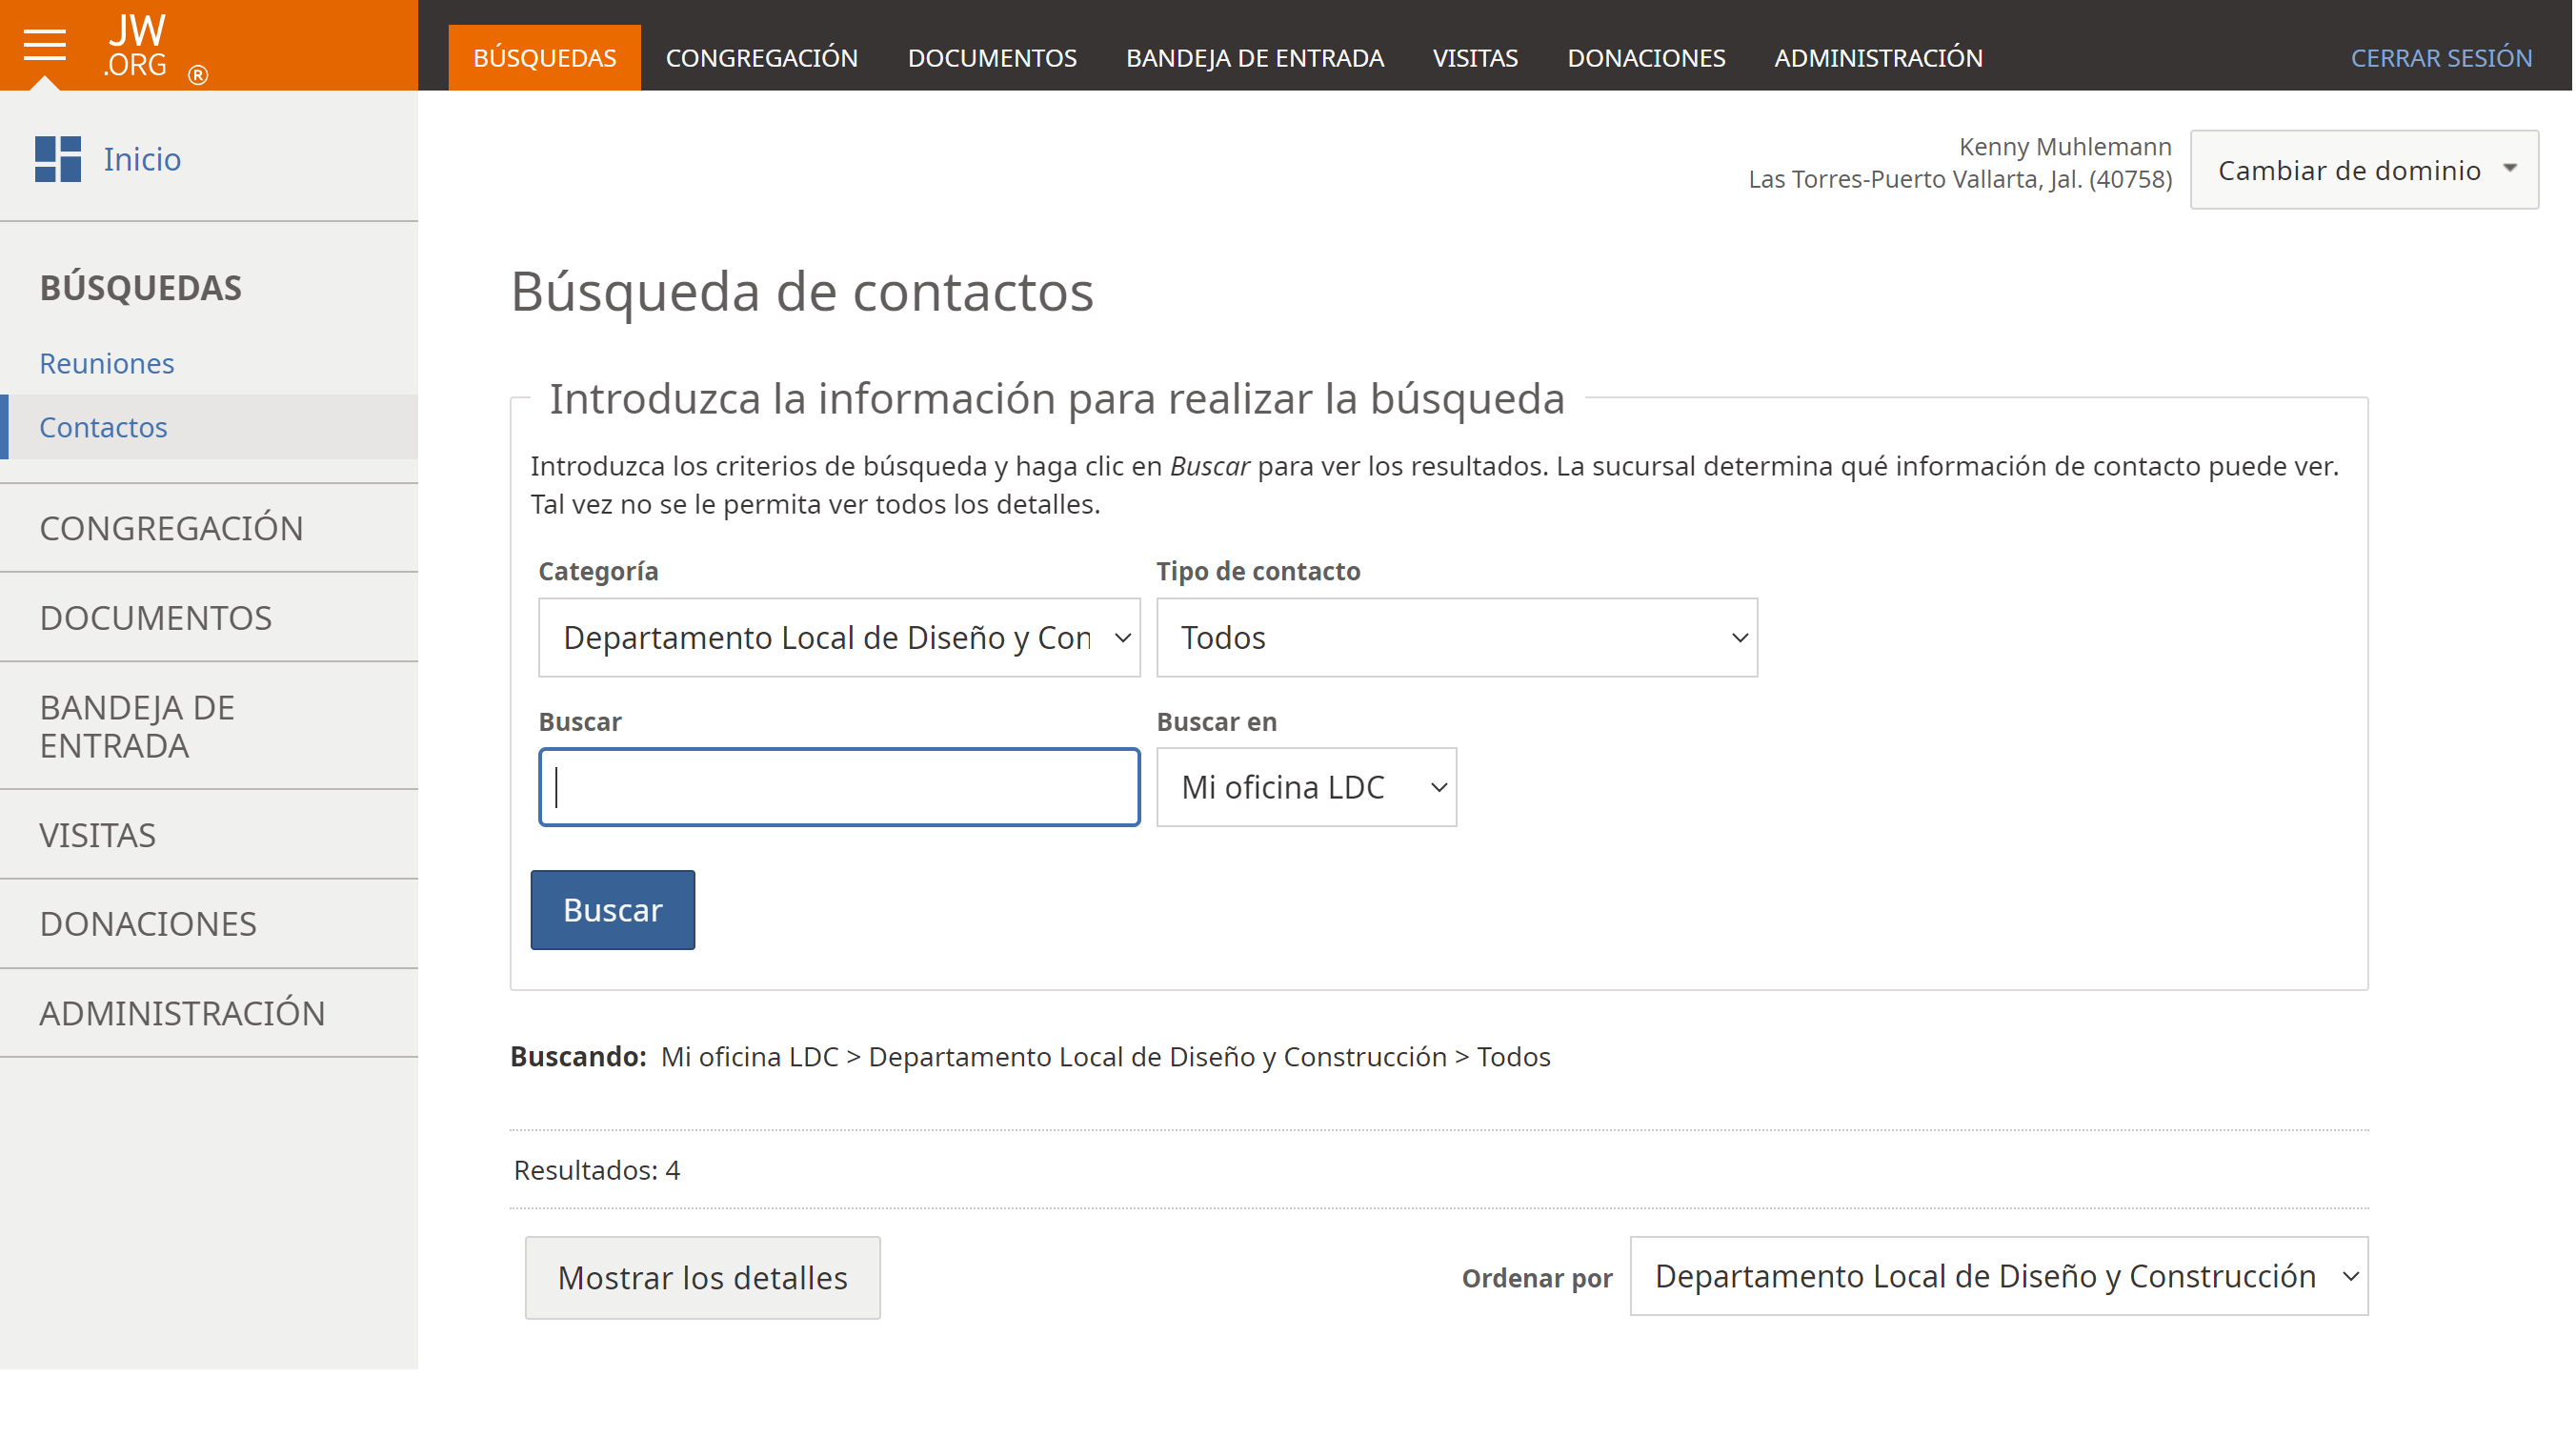 JW
.ORG ®
BÚSQUEDAS CONGREGACIÓN DOCUMENTOS BANDEJA DE ENTRADA VISITAS DONACIONES ADMINISTRACIÓN CERRAR SESIÓN
Inicio
BÚSQUEDAS
Reuniones
Contactos
CONGREGACIÓN
DOCUMENTOS
BANDEJA DE
ENTRADA
VISITAS
DONACIONES
ADMINISTRACIÓN
Kenny Muhlemann
Las Torres-Puerto Vallarta, Jal. (40758)
Cambiar de dominio
Búsqueda de contactos
Introduzca la información para realizar la búsqueda
Introduzca los criterios de búsqueda y haga clic en Buscar para ver los resultados. La sucursal determina qué información de contacto puede ver.
Tal vez no se le permita ver todos los detalles.
Categoría Tipo de contacto
Departamento Local de Diseño y Con Todos
Buscar Buscar en
Mi oficina LDC
Buscar
Buscando: Mi oficina LDC > Departamento Local de Diseño y Construcción > Todos
Resultados: 4
Mostrar los detalles Ordenar por Departamento Local de Diseño y Construcción